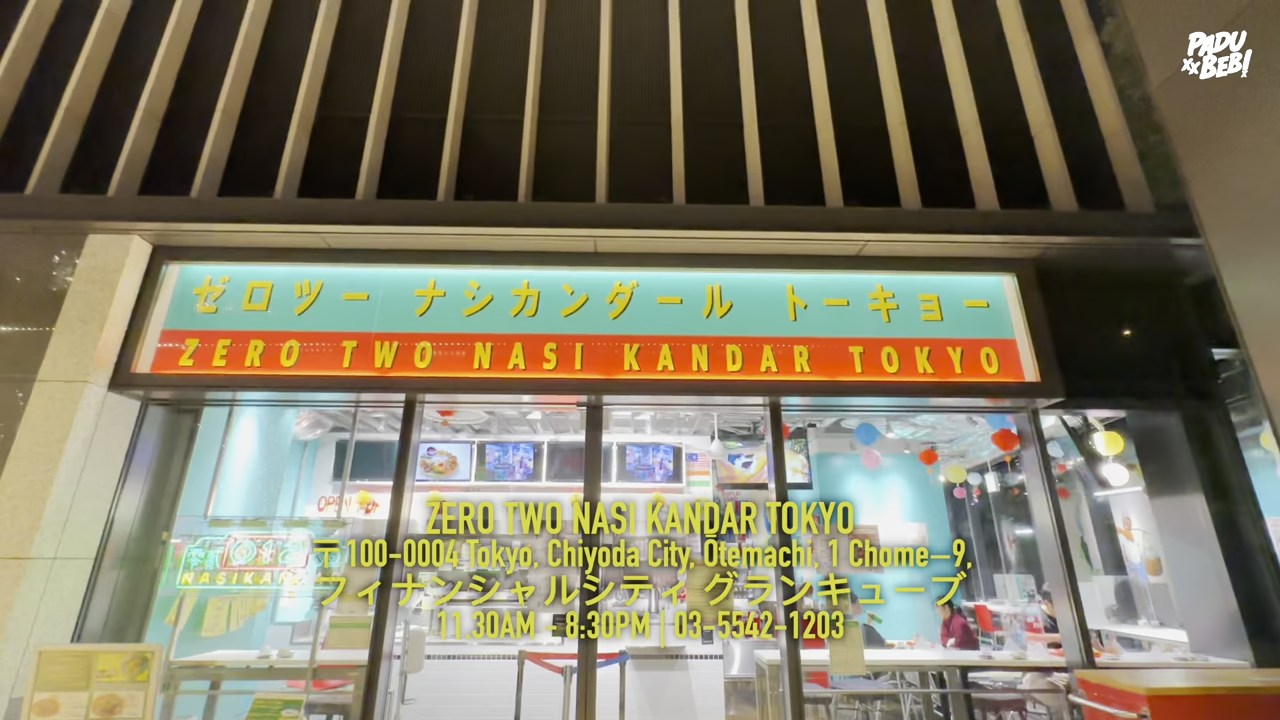 PADU
xxBEB!
ゼロツー ナシカンダール トーキョー
ZERO TWO NASI KANDAR TOKYO
NASIKAN
ZERO TWO NASI KANDAR TOKYO
〒100-0004 Tokyo, Chiyoda City, Ōtemachi, 1 Chome−9,
フィナンシャルシティ グランキューブ
11.30AM - 8:30PM | 03-5542-1203